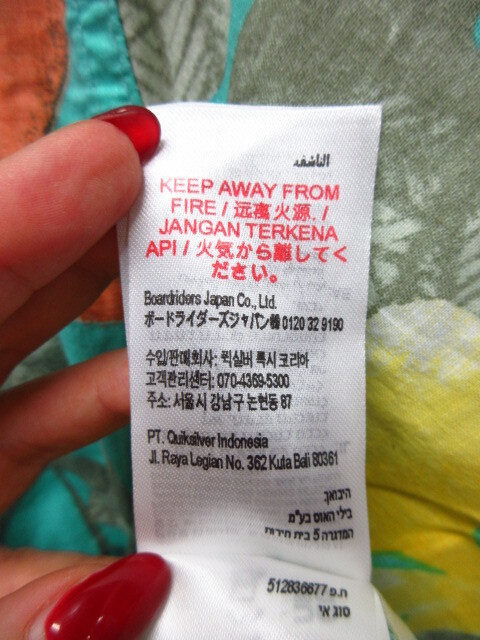 الناشفه
KEEP AWAY FROM
FIRE / 远离火源. /
JANGAN TERKENA
API / 火気から離してく
ださい。
Boardriders Japan Co., Ltd.
ボードライダーズジャパン㈱ 0120 32 9190
수입/판매회사: 퀵실버 록시 코리아
고객관리센터: 070-4369-5300
주소: 서울시 강남구 논현동 87
PT. Quiksilver Indonesia
Jl. Raya Legian No. 362 Kuta Bali 80361
היבואן:
בילי האוס בע"מ
המדגרה 5 בית
ח.פ 512836677
סוג אי